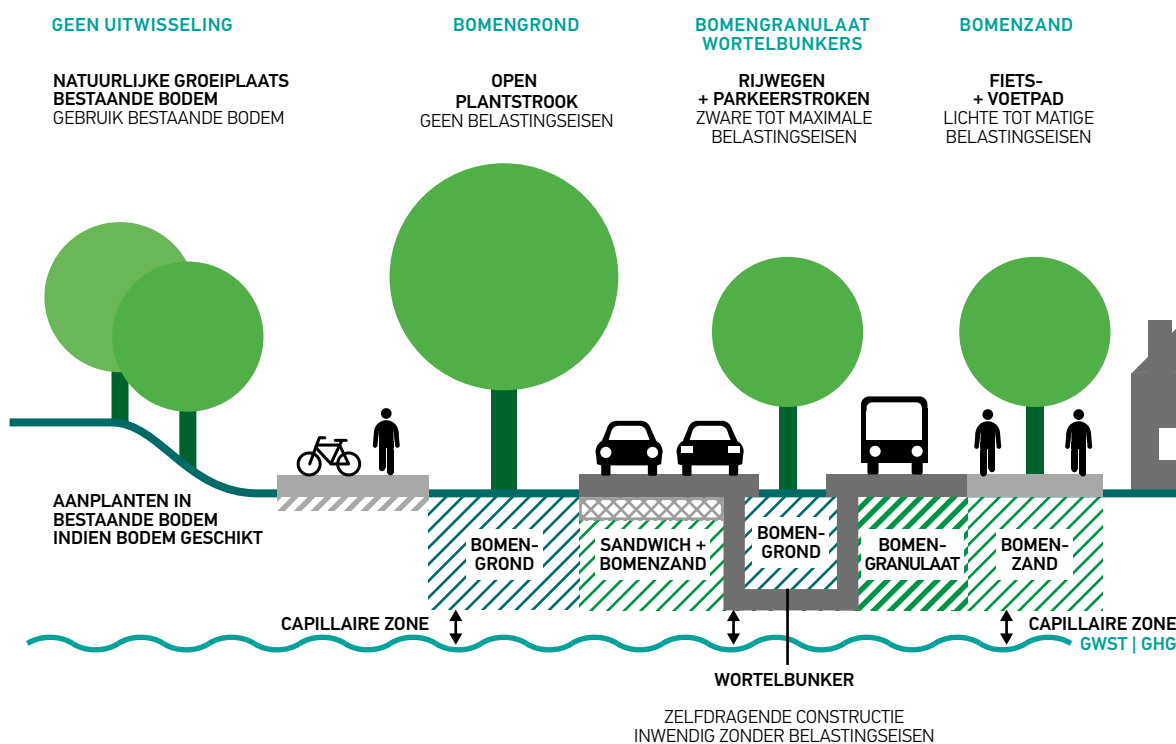 GEEN UITWISSELING
NATUURLIJKE GROEIPLAATS
BESTAANDE BODEM
GEBRUIK BESTAANDE BODEM
BOMENGROND
OPEN
PLANTSTROOK
GEEN BELASTINGSEISEN
BOMENGRANULAAT
WORTELBUNKERS
RIJWEGEN
+ PARKEERSTROKEN
ZWARE TOT MAXIMALE
BELASTINGSEISEN
BOMENZAND
FIETS-
+ VOETPAD
LICHTE TOT MATIGE
BELASTINGSEISEN
AANPLANTEN IN
BESTAANDE BODEM
INDIEN BODEM GESCHIKT
BOMEN-
GROND
SANDWICH +
BOMENZAND
BOMEN-
GROND
BOMEN-
GRANULAAT
BOMEN-
ZAND
CAPILLAIRE ZONE
CAPILLAIRE ZONE
GWST | GHG
WORTELBUNKER
ZELFDRAGENDE CONSTRUCTIE
INWENDIG ZONDER BELASTINGSEISEN